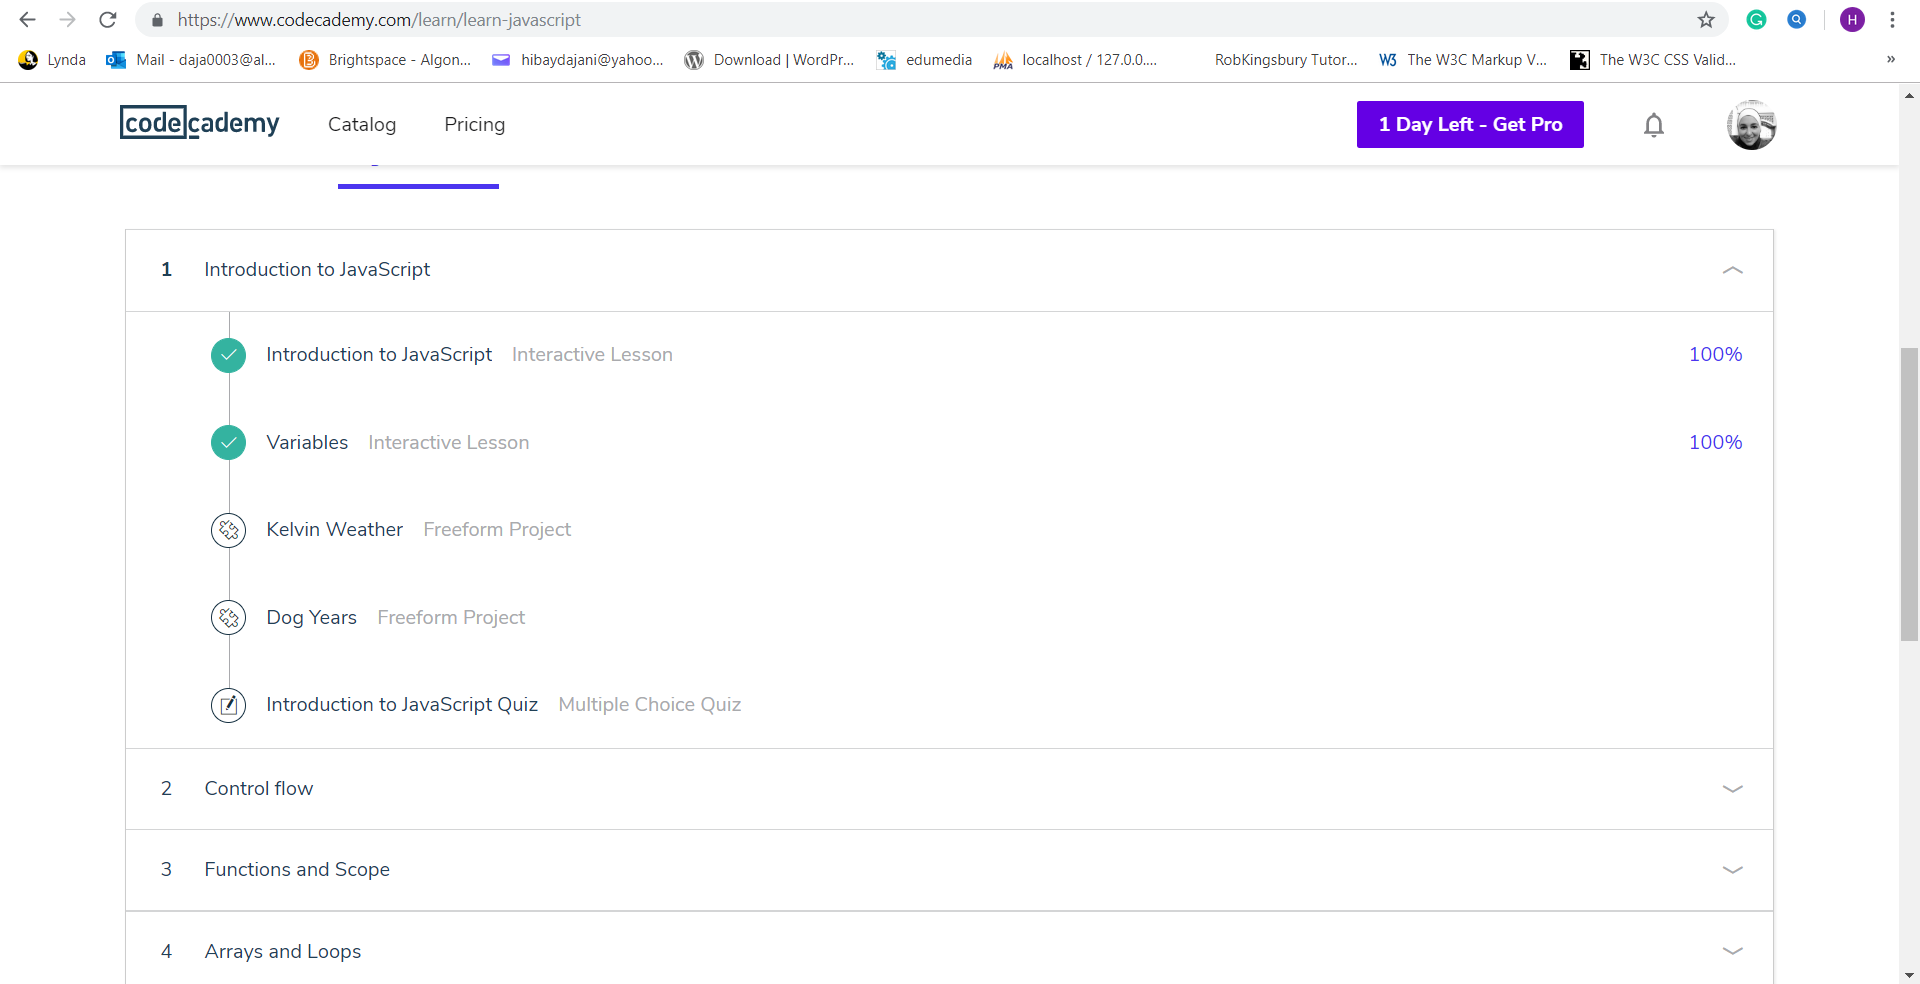 https://www.codecademy.com/learn/learn-javascript
H
Lynda Mail - daja0003@al... Brightspace - Algon... hibaydajani@yahoo... Download | WordPr... edumedia PMA localhost / 127.0.0.... RobKingsbury Tutor... W3 The W3C Markup V... The W3C CSS Valid... »
codecademy Catalog Pricing 1 Day Left - Get Pro
1 Introduction to JavaScript
Introduction to JavaScript Interactive Lesson 100%
Variables Interactive Lesson 100%
Kelvin Weather Freeform Project
Dog Years Freeform Project
Introduction to JavaScript Quiz Multiple Choice Quiz
2 Control flow
3 Functions and Scope
4 Arrays and Loops